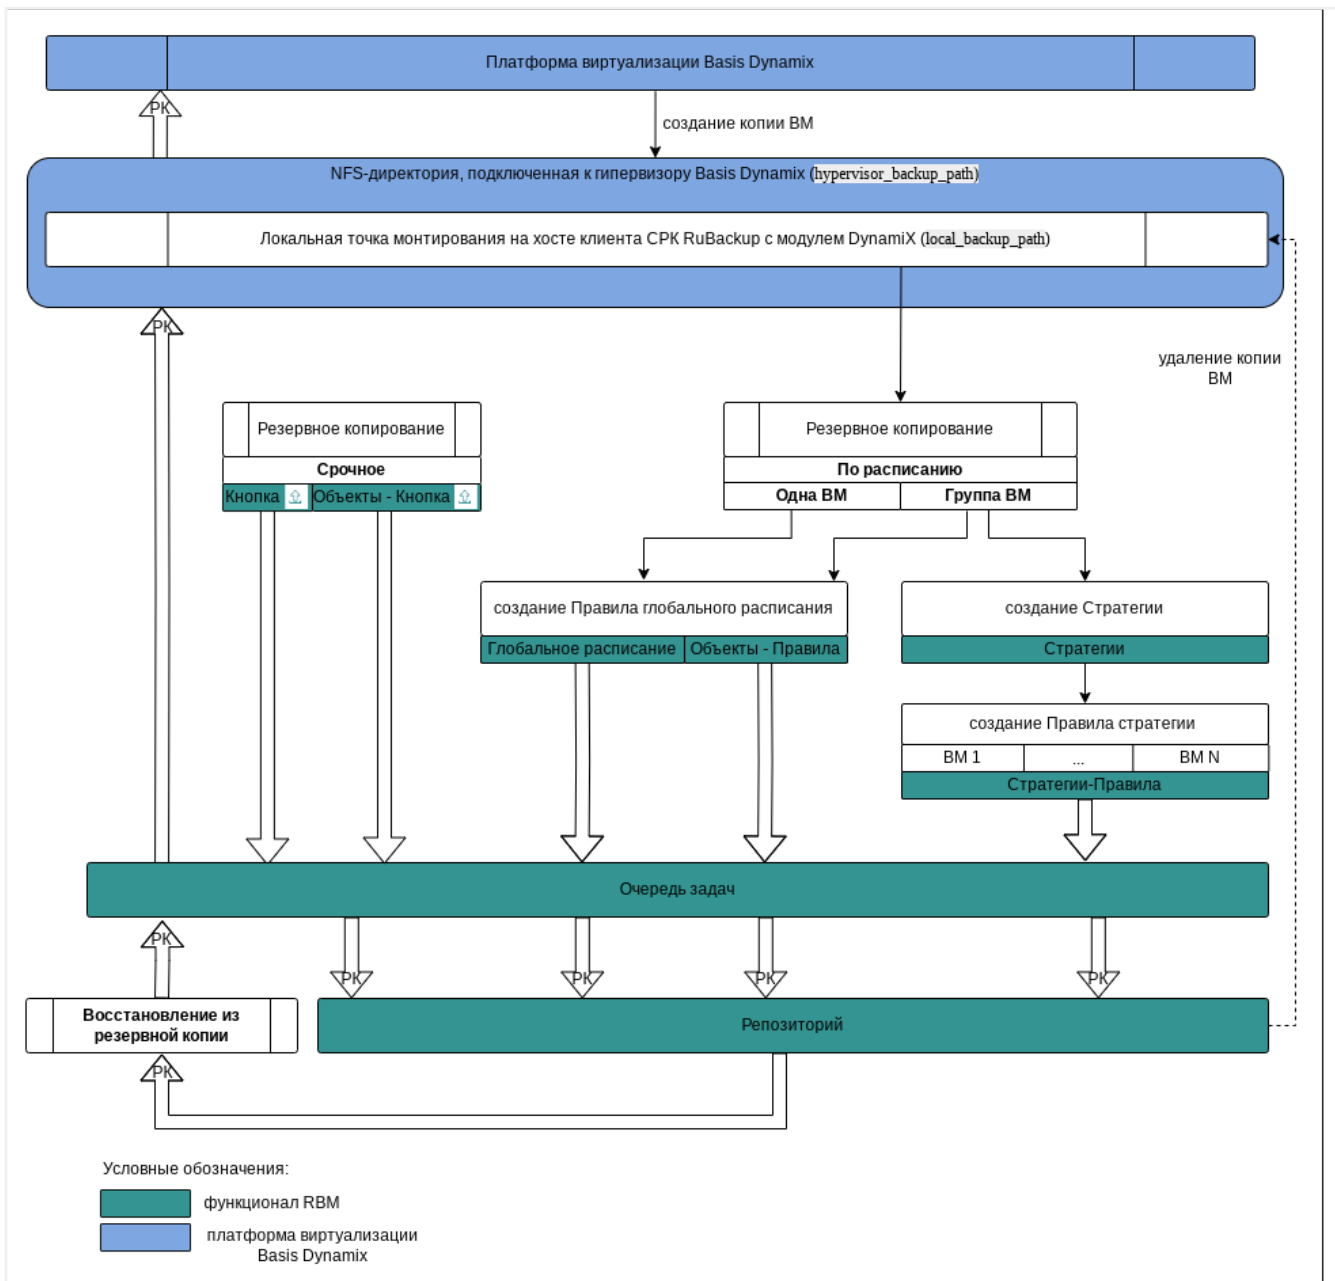 Платформа виртуализации Basis Dynamix
РК
создание копии ВМ
NFS-директория, подключенная к гипервизору Basis Dynamix (hypervisor_backup_path)
Локальная точка монтирования на хосте клиента СРК RuBackup с модулем DynamiX (local_backup_path)
РК
удаление копии
ВМ
Резервное копирование
Срочное
Кнопка
Объекты - Кнопка
Резервное копирование
По расписанию
Одна ВМ
Группа ВМ
создание Правила глобального расписания
Глобальное расписание
Объекты - Правила
создание Стратегии
Стратегии
создание Правила стратегии
ВМ 1
...
ВМ N
Стратегии-Правила
Очередь задач
РК
РК
РК
РК
РК
Восстановление из
резервной копии
Репозиторий
РК
Условные обозначения:
функционал RBM
платформа виртуализации
Basis Dynamix